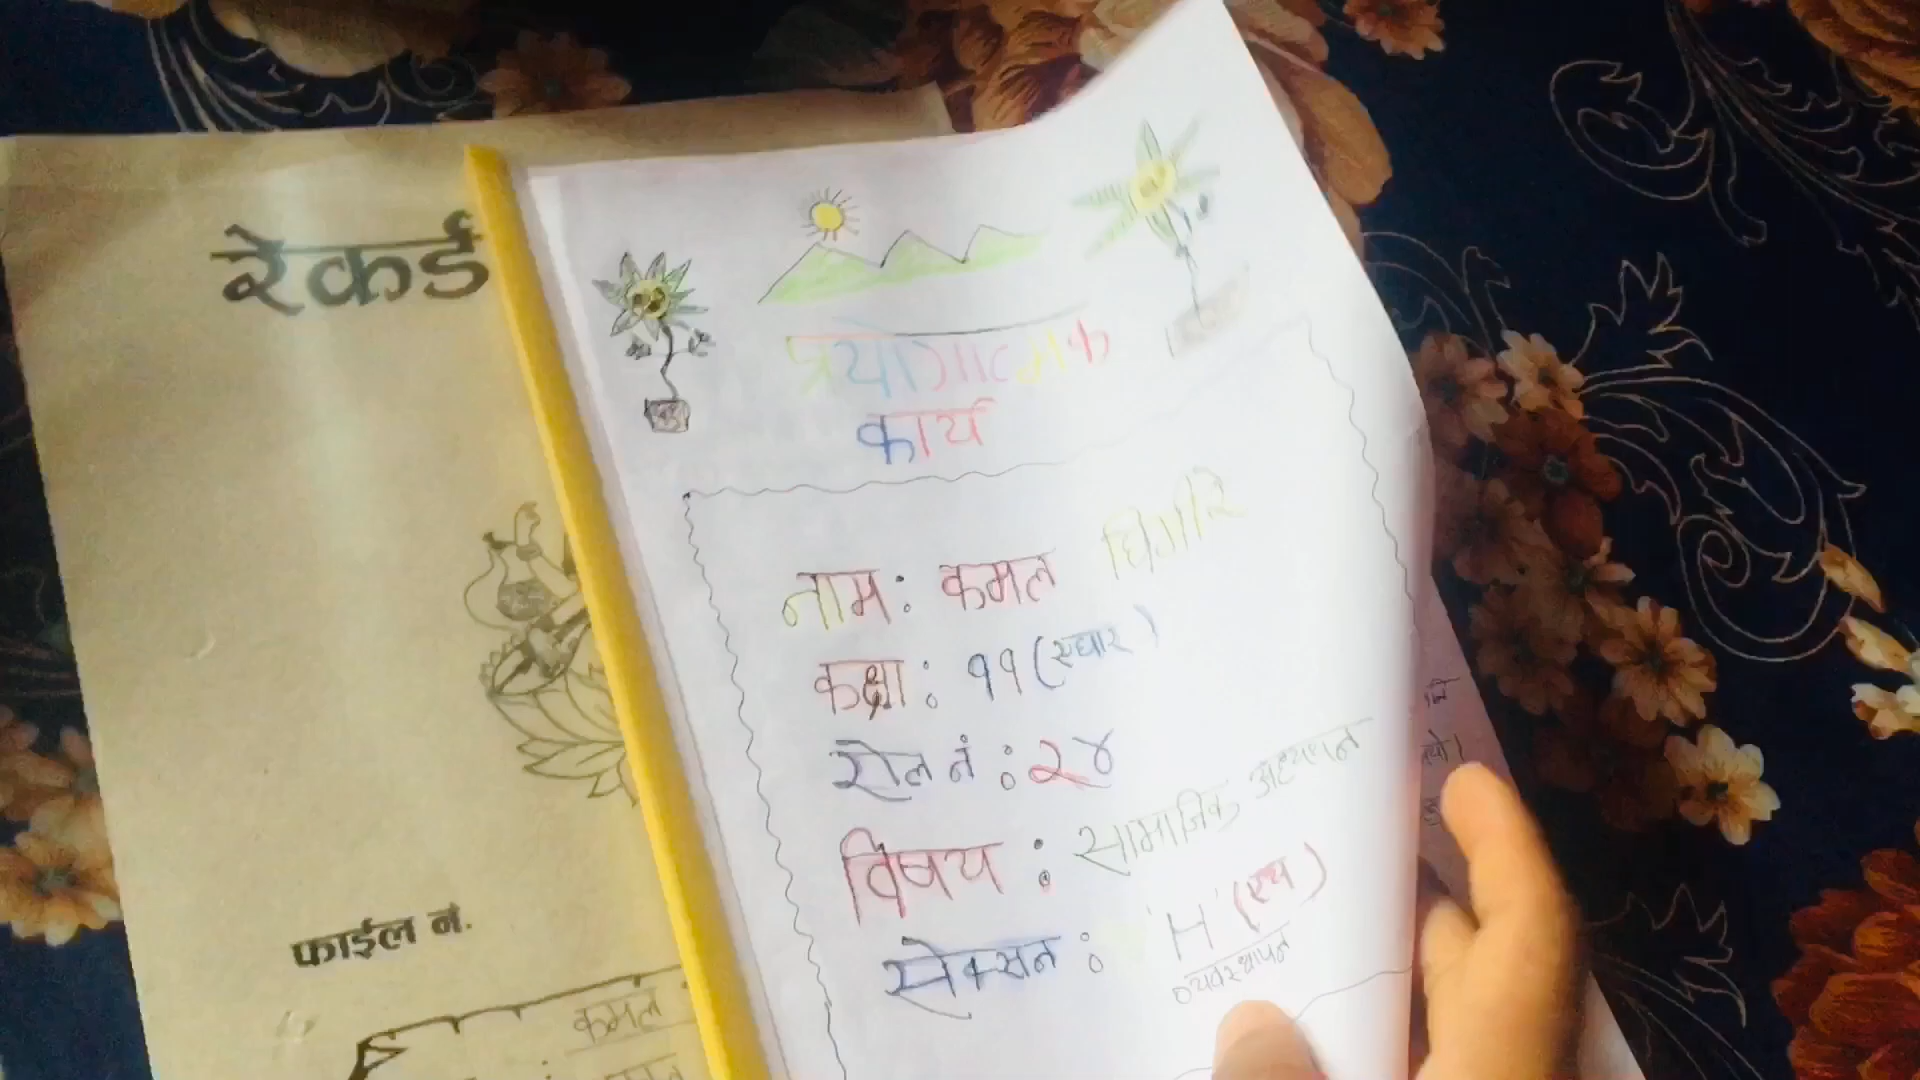 रेकर्ड
प्रयोगात्मक
कार्य
नाम: कमल घिमिरे
कक्षा: ११ (एघार)
रोल नं : २४
विषय : सामाजिक अध्ययन
सेक्सन : 'H' (एच)
व्यवस्थापन
फाईल नं.
कमल